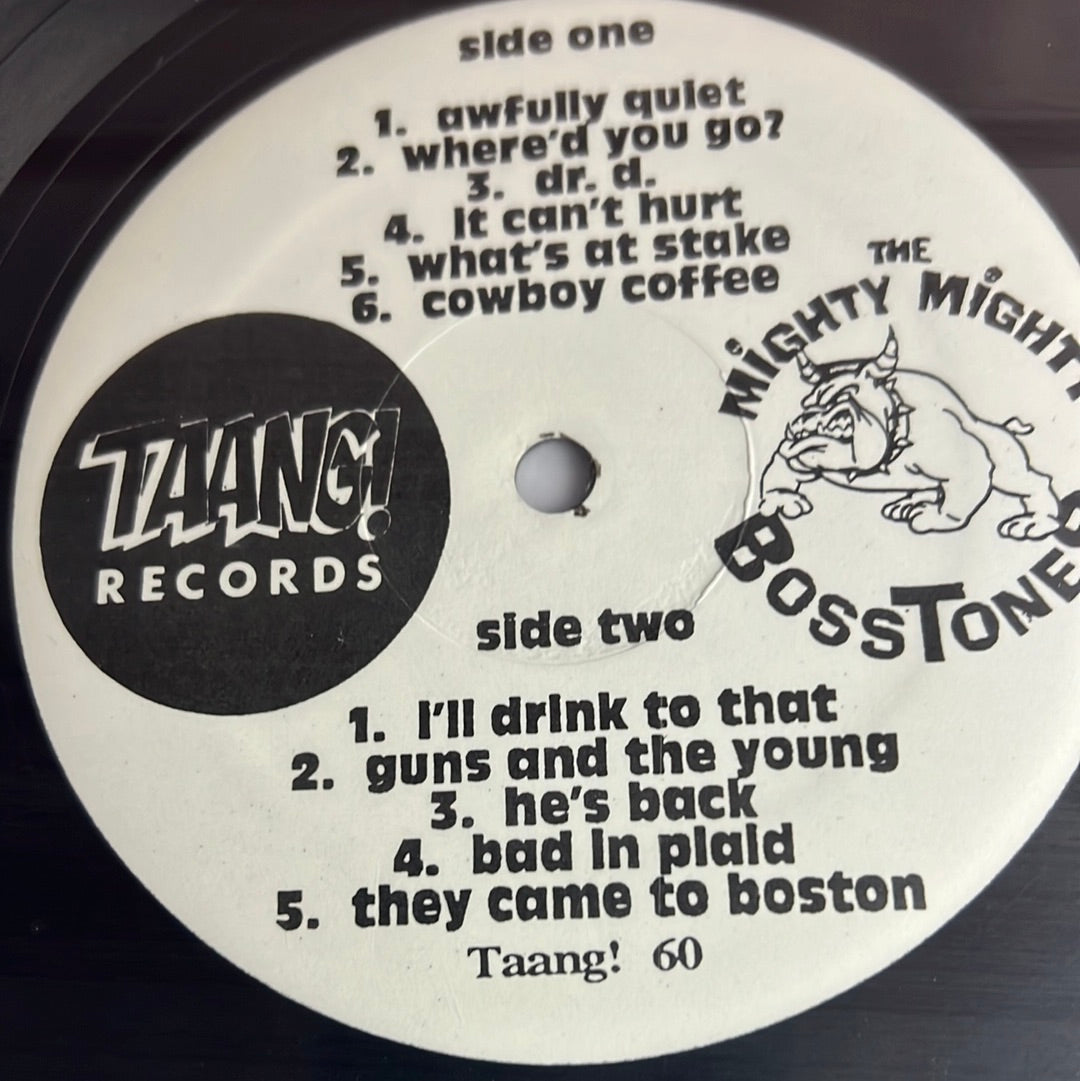 side one
1. awfully quiet
2. where'd you go?
3. dr. d.
4. It can't hurt
5. what's at stake
6. cowboy coffee
THE
MiGHTY MiGHTY
BOSSTONES
TAANG!
RECORDS
side two
1. I'll drink to that
2. guns and the young
3. he's back
4. bad in plaid
5. they came to boston
Taang! 60